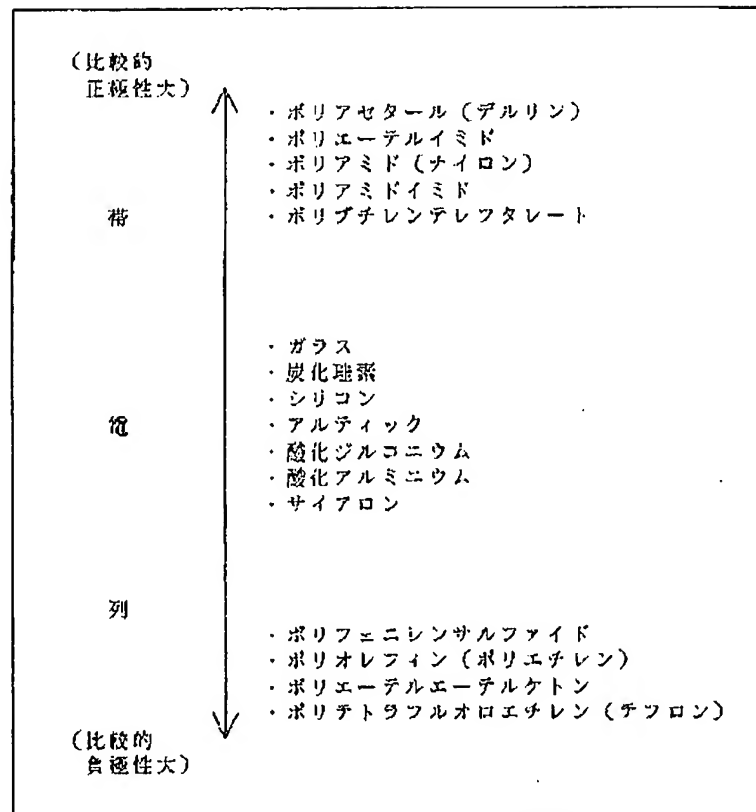 (比較的
正極性大)
・ポリアセタール(デルリン)
・ポリエーテルイミド
・ポリアミド(ナイロン)
・ポリアミドイミド
・ポリブチレンテレフタレート
帯
・ガラス
・炭化珪素
・シリコン
・アルティック
・酸化ジルコニウム
・酸化アルミニウム
・サイアロン
電
列
・ポリフェニレンサルファイド
・ポリオレフィン(ポリエチレン)
・ポリエーテルエーテルケトン
・ポリテトラフルオロエチレン(テフロン)
(比較的
負極性大)